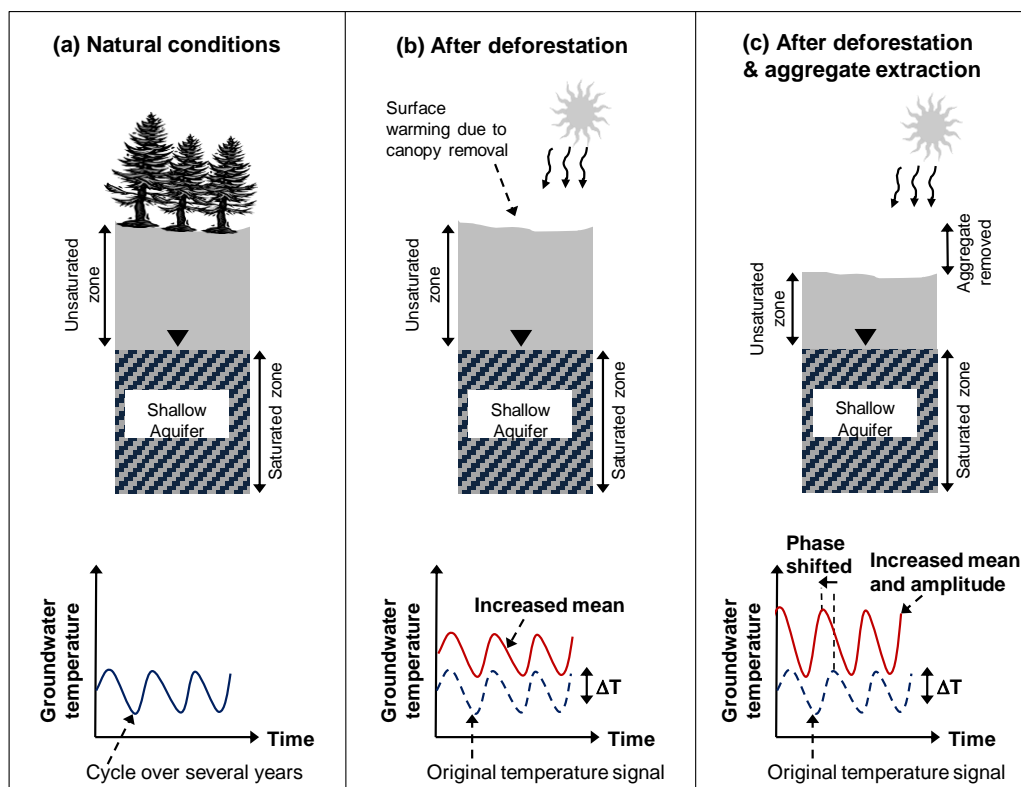 (a) Natural conditions
Unsaturated
zone
Shallow
Aquifer
Saturated zone
Groundwater
temperature
Time
Cycle over several years
(b) After deforestation
Surface
warming due to
canopy removal
Unsaturated
zone
Shallow
Aquifer
Saturated zone
Groundwater
temperature
Increased mean
ΔT
Time
Original temperature signal
(c) After deforestation
& aggregate extraction
Aggregate
removed
Unsaturated
zone
Shallow
Aquifer
Saturated zone
Phase
shifted
Increased mean
and amplitude
Groundwater
temperature
ΔT
Time
Original temperature signal